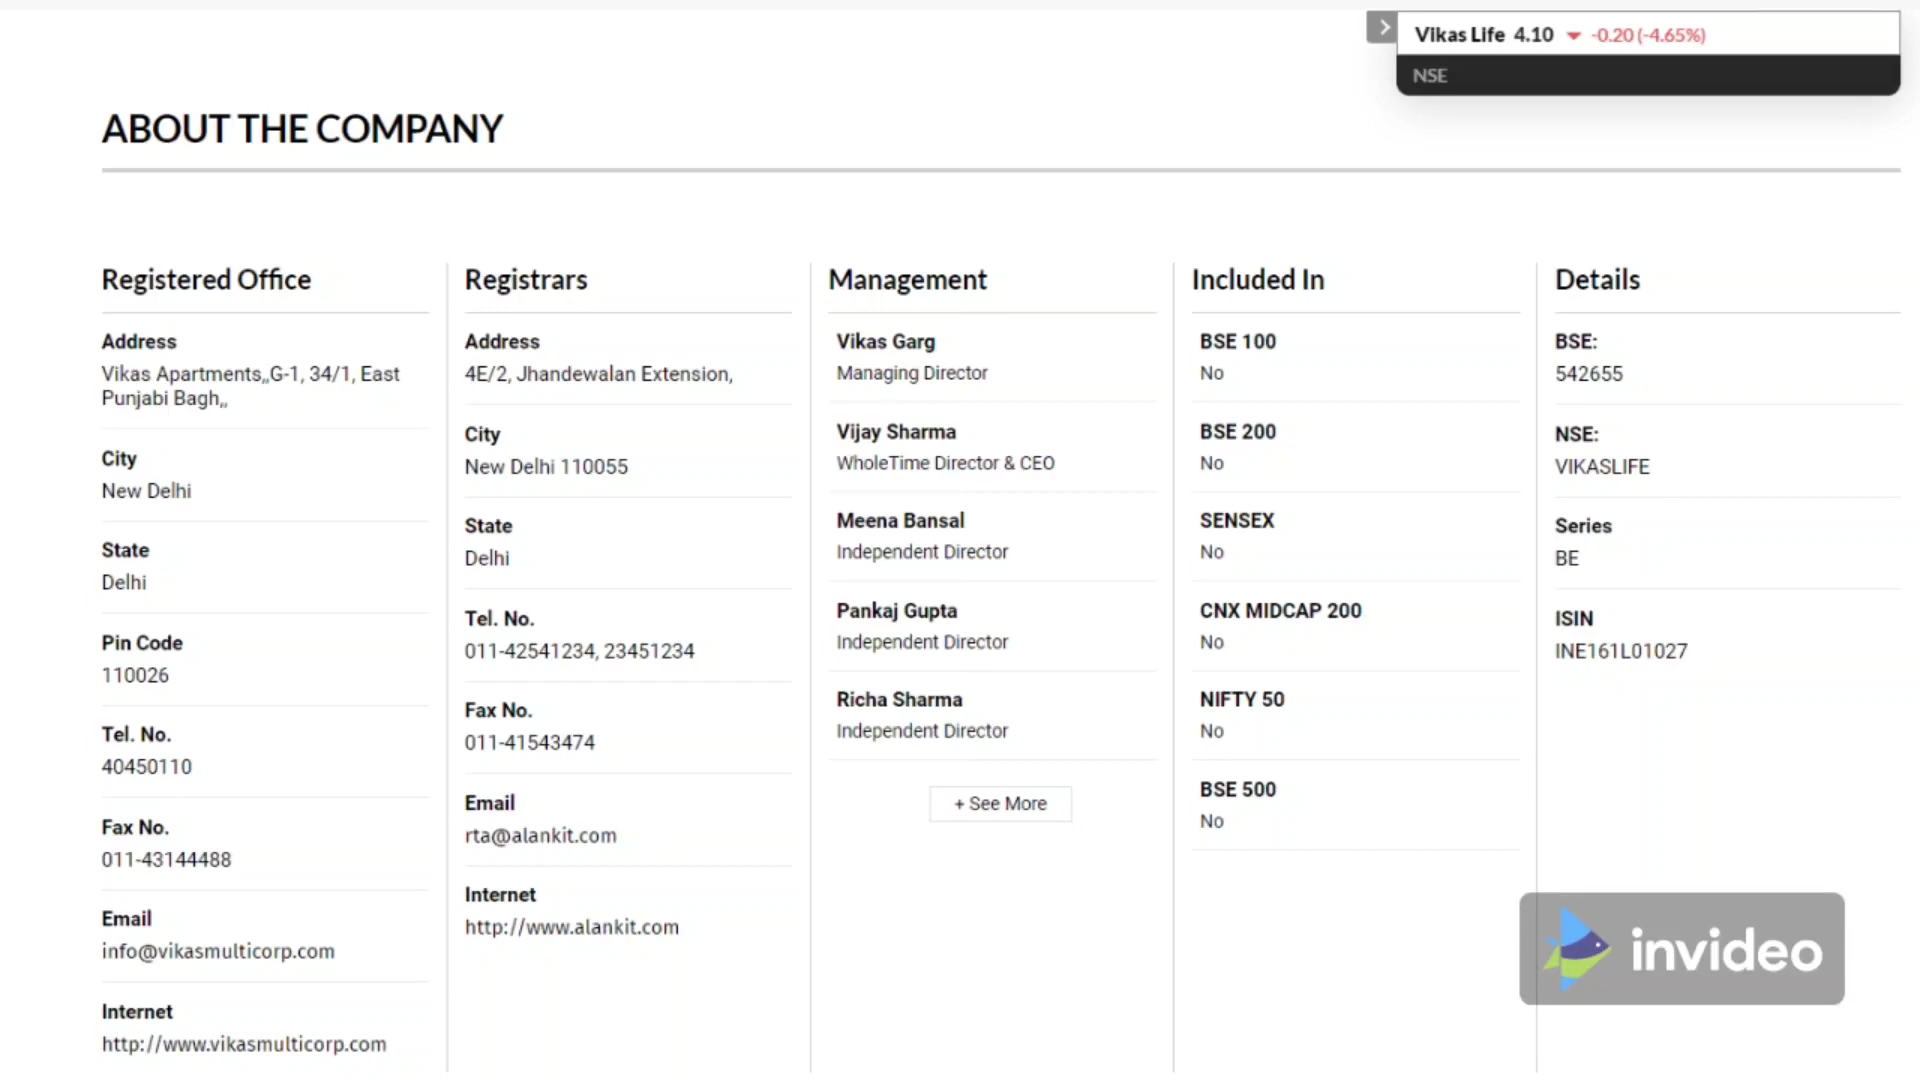 Vikas Life 4.10 -0.20 (-4.65%)
NSE
ABOUT THE COMPANY
Registered Office
Address
Vikas Apartments,,G-1, 34/1, East
Punjabi Bagh,,
City
New Delhi
State
Delhi
Pin Code
110026
Tel. No.
40450110
Fax No.
011-43144488
Email
info@vikasmulticorp.com
Internet
http://www.vikasmulticorp.com
Registrars
Address
4E/2, Jhandewalan Extension,
City
New Delhi 110055
State
Delhi
Tel. No.
011-42541234, 23451234
Fax No.
011-41543474
Email
rta@alankit.com
Internet
http://www.alankit.com
Management
Vikas Garg
Managing Director
Vijay Sharma
WholeTime Director & CEO
Meena Bansal
Independent Director
Pankaj Gupta
Independent Director
Richa Sharma
Independent Director
+ See More
Included In
BSE 100
No
BSE 200
No
SENSEX
No
CNX MIDCAP 200
No
NIFTY 50
No
BSE 500
No
Details
BSE:
542655
NSE:
VIKASLIFE
Series
BE
ISIN
INE161L01027
invideo